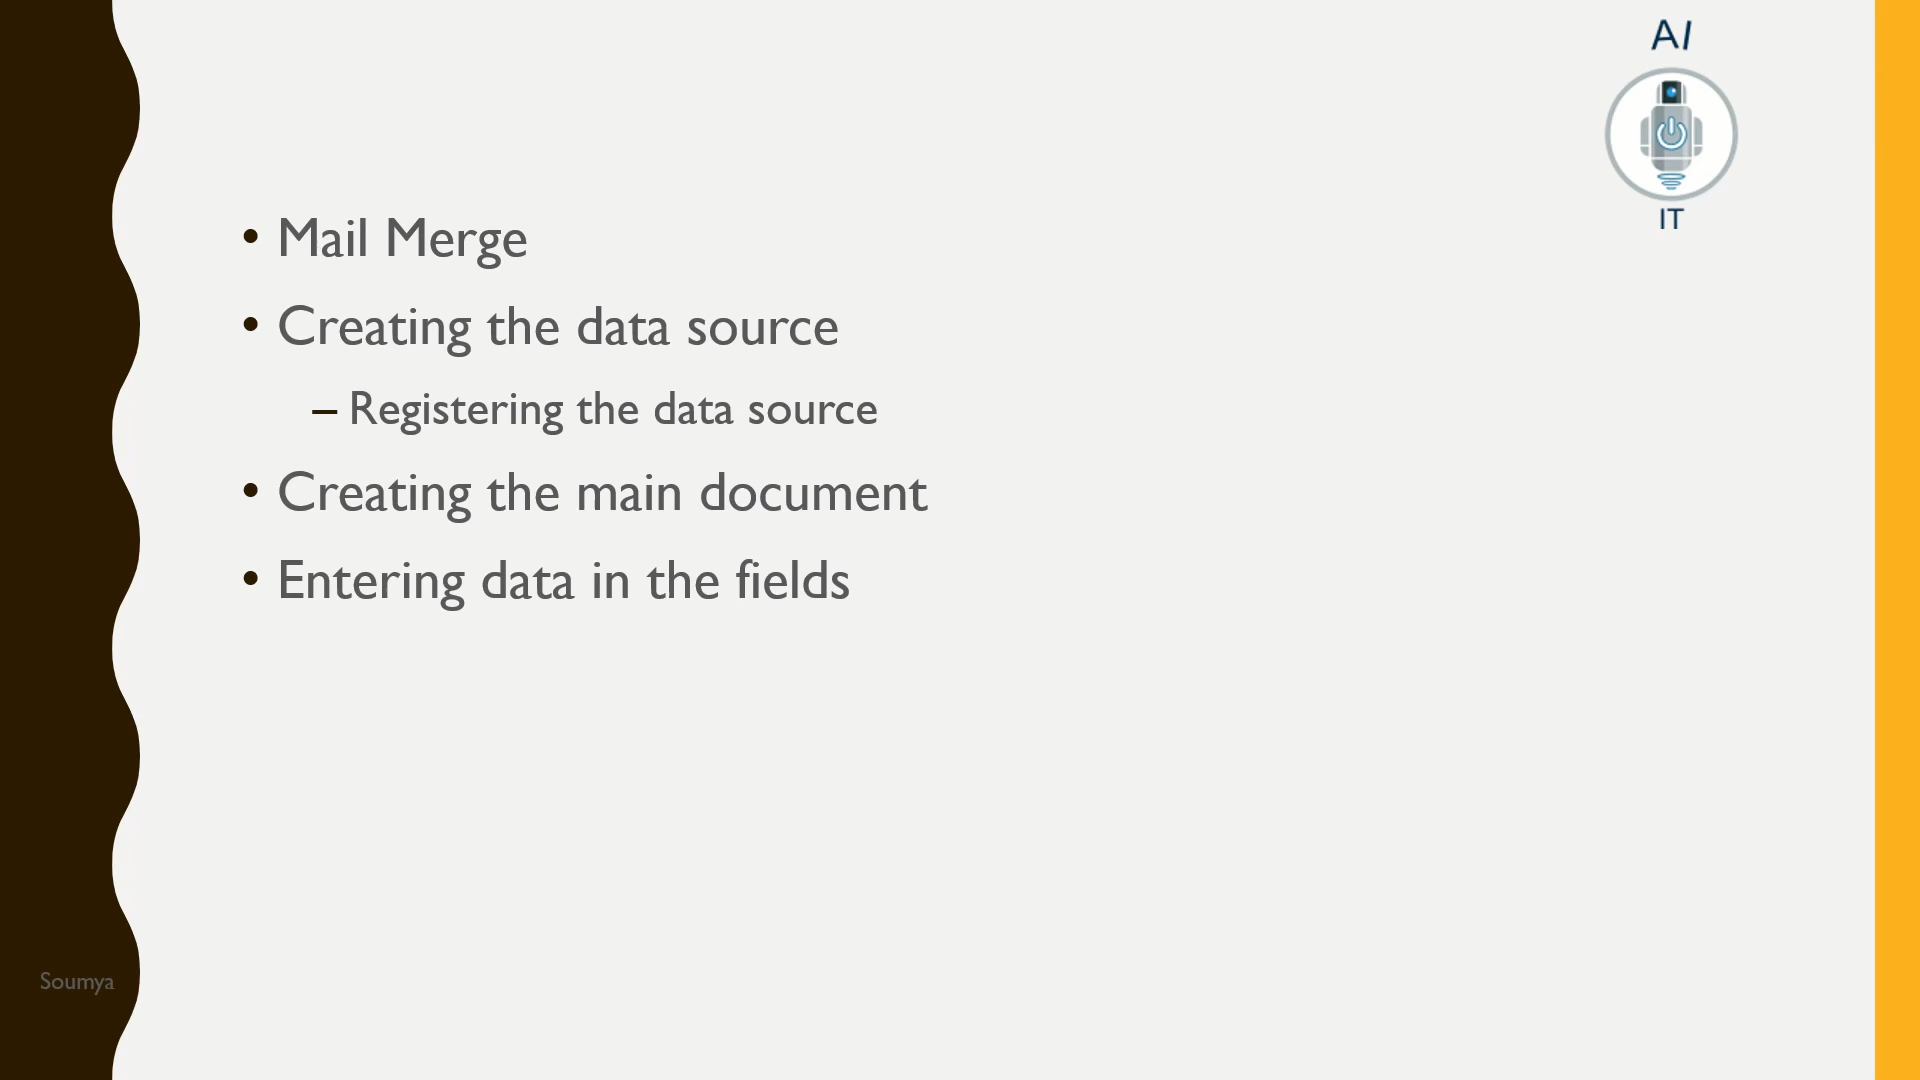 AI
IT
• Mail Merge
• Creating the data source
– Registering the data source
• Creating the main document
• Entering data in the fields
Soumya